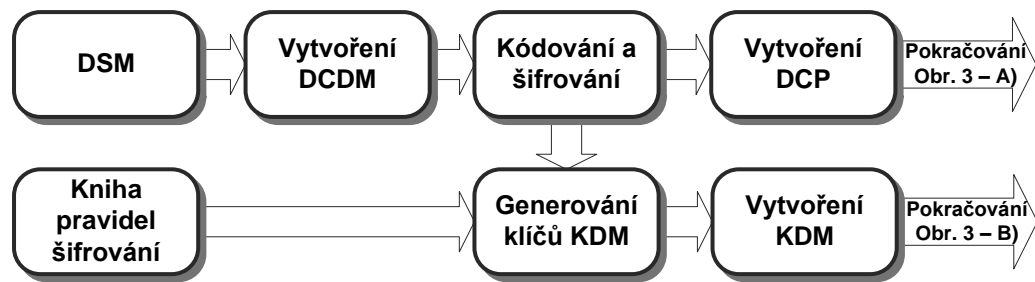 DSM
Vytvoření
DCDM
Kódování a
šifrování
Vytvoření
DCP
Pokračování
Obr. 3 – A)
Kniha
pravidel
šifrování
Generování
klíčů KDM
Vytvoření
KDM
Pokračování
Obr. 3 – B)